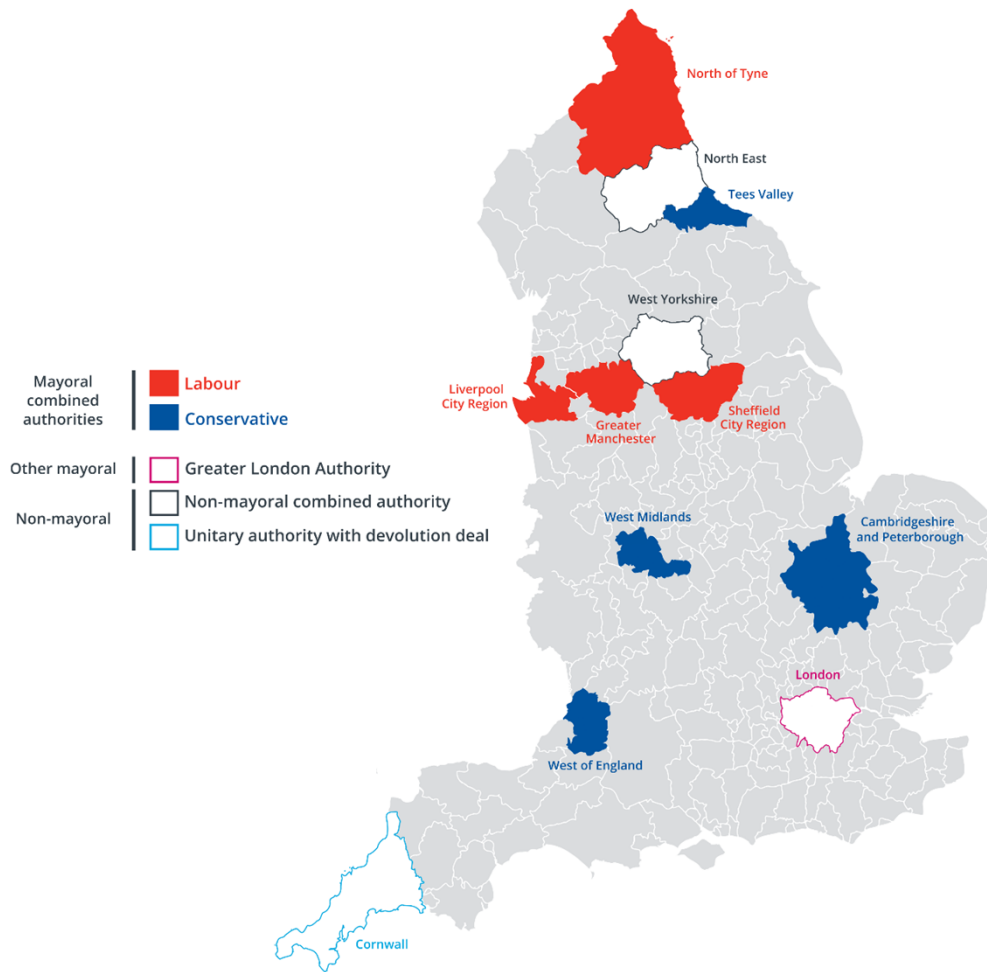 North of Tyne
North East
Tees Valley
West Yorkshire
Mayoral
combined
authorities
Labour
Conservative
Liverpool
City Region
Greater
Manchester
Sheffield
City Region
Other mayoral
Greater London Authority
Non-mayoral
Non-mayoral combined authority
Unitary authority with devolution deal
West Midlands
Cambridgeshire
and Peterborough
London
West of England
Cornwall